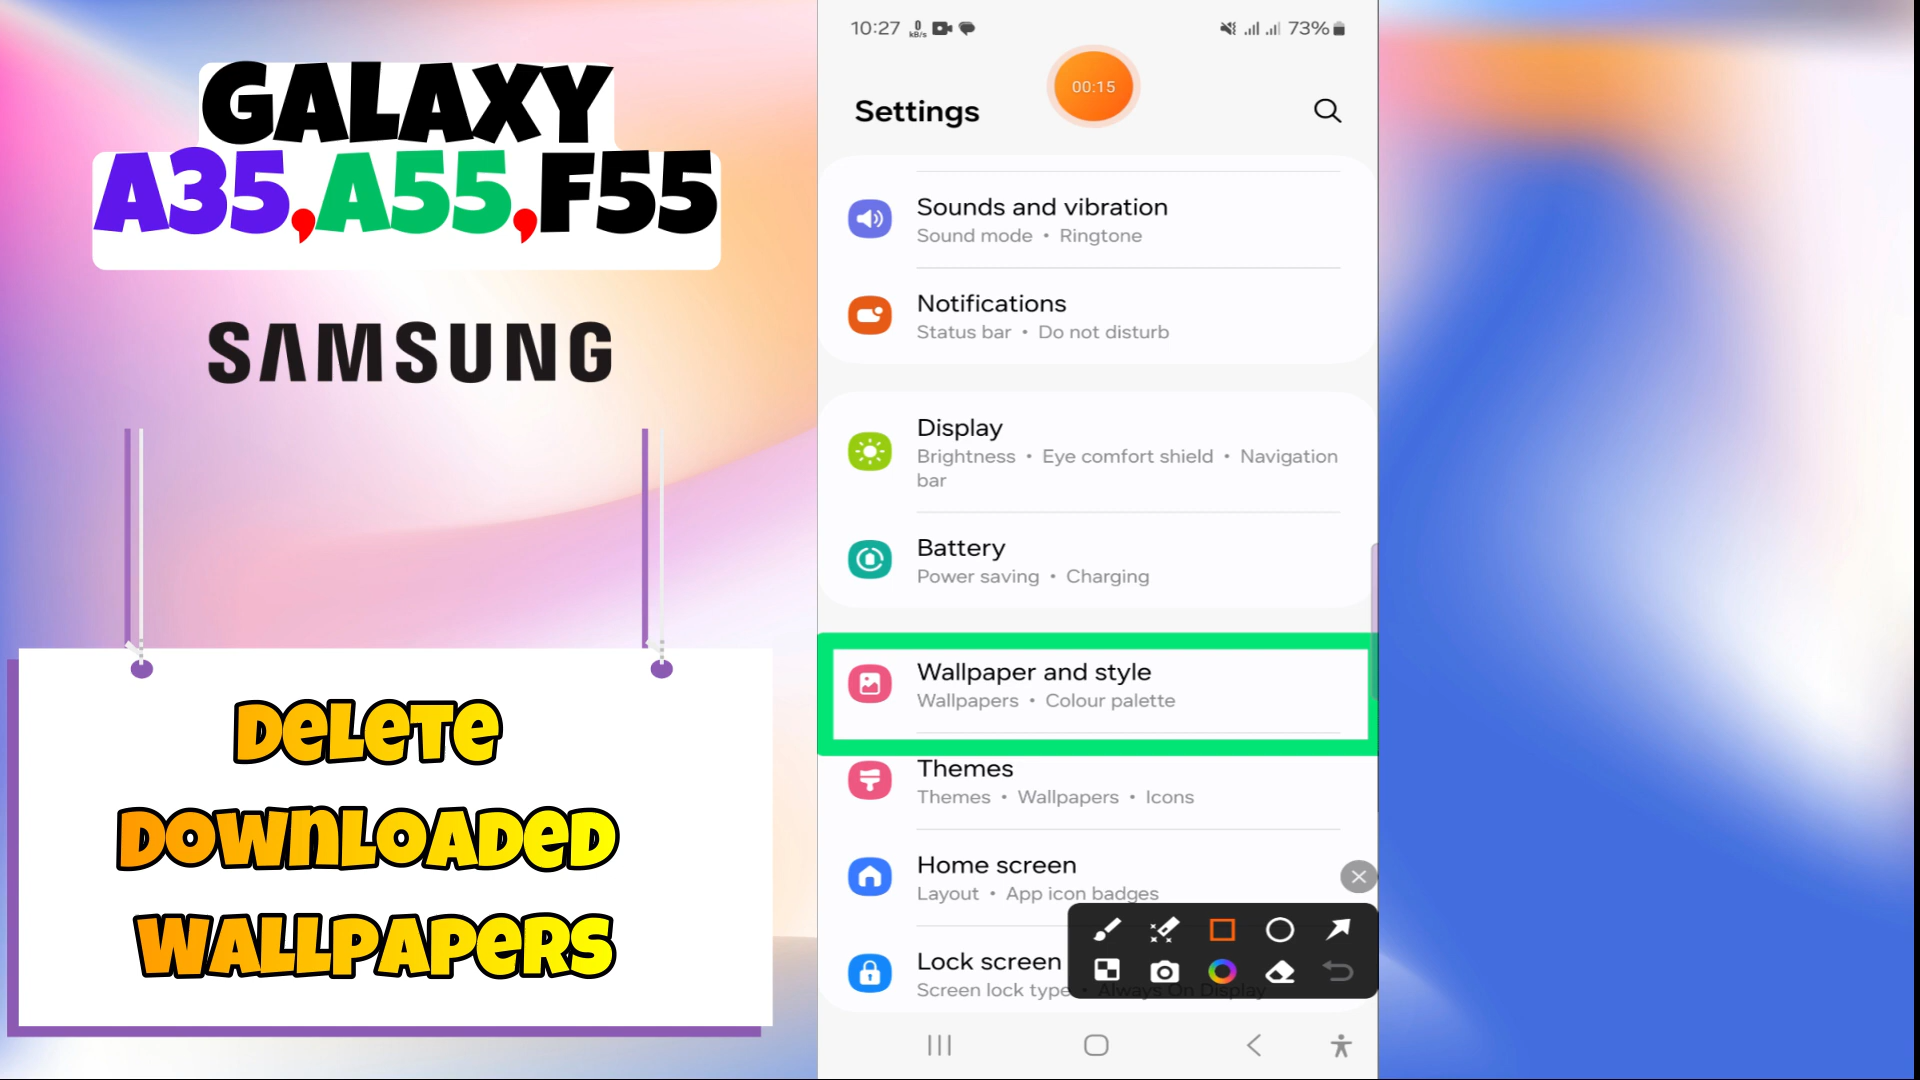 GALAXY
A35,A55,F55
SAMSUNG
DELETE
DOWNLOADED
WALLPAPERS
10:27 0 kB/s 73%
00:15
Settings
Sounds and vibration
Sound mode • Ringtone
Notifications
Status bar • Do not disturb
Display
Brightness • Eye comfort shield • Navigation
bar
Battery
Power saving • Charging
Wallpaper and style
Wallpapers • Colour palette
Themes
Themes • Wallpapers • Icons
Home screen
Layout • App icon badges
Lock screen
Screen lock type • Always On Display